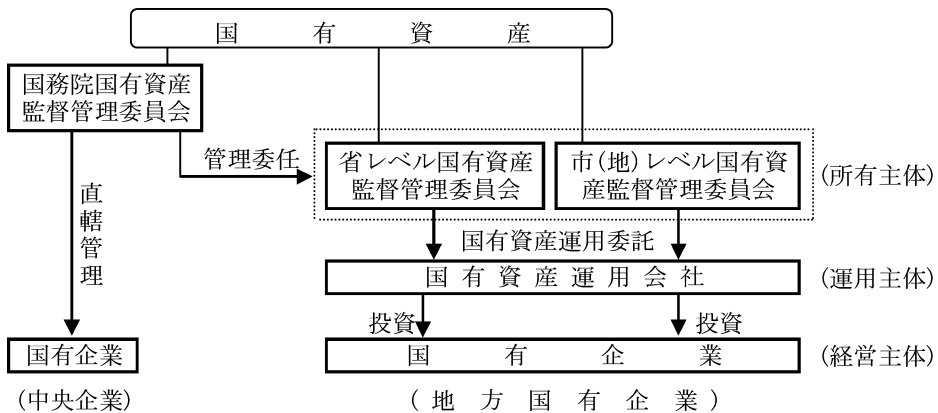 国有資産
国務院国有資産
監督管理委員会
管理委任
省レベル国有資産
監督管理委員会
市(地)レベル国有資
産監督管理委員会
(所有主体)
直轄管理
国有資産運用委託
国有資産運用会社
(運用主体)
投資
投資
国有企業
国有企業
(経営主体)
(中央企業)
(地方国有企業)